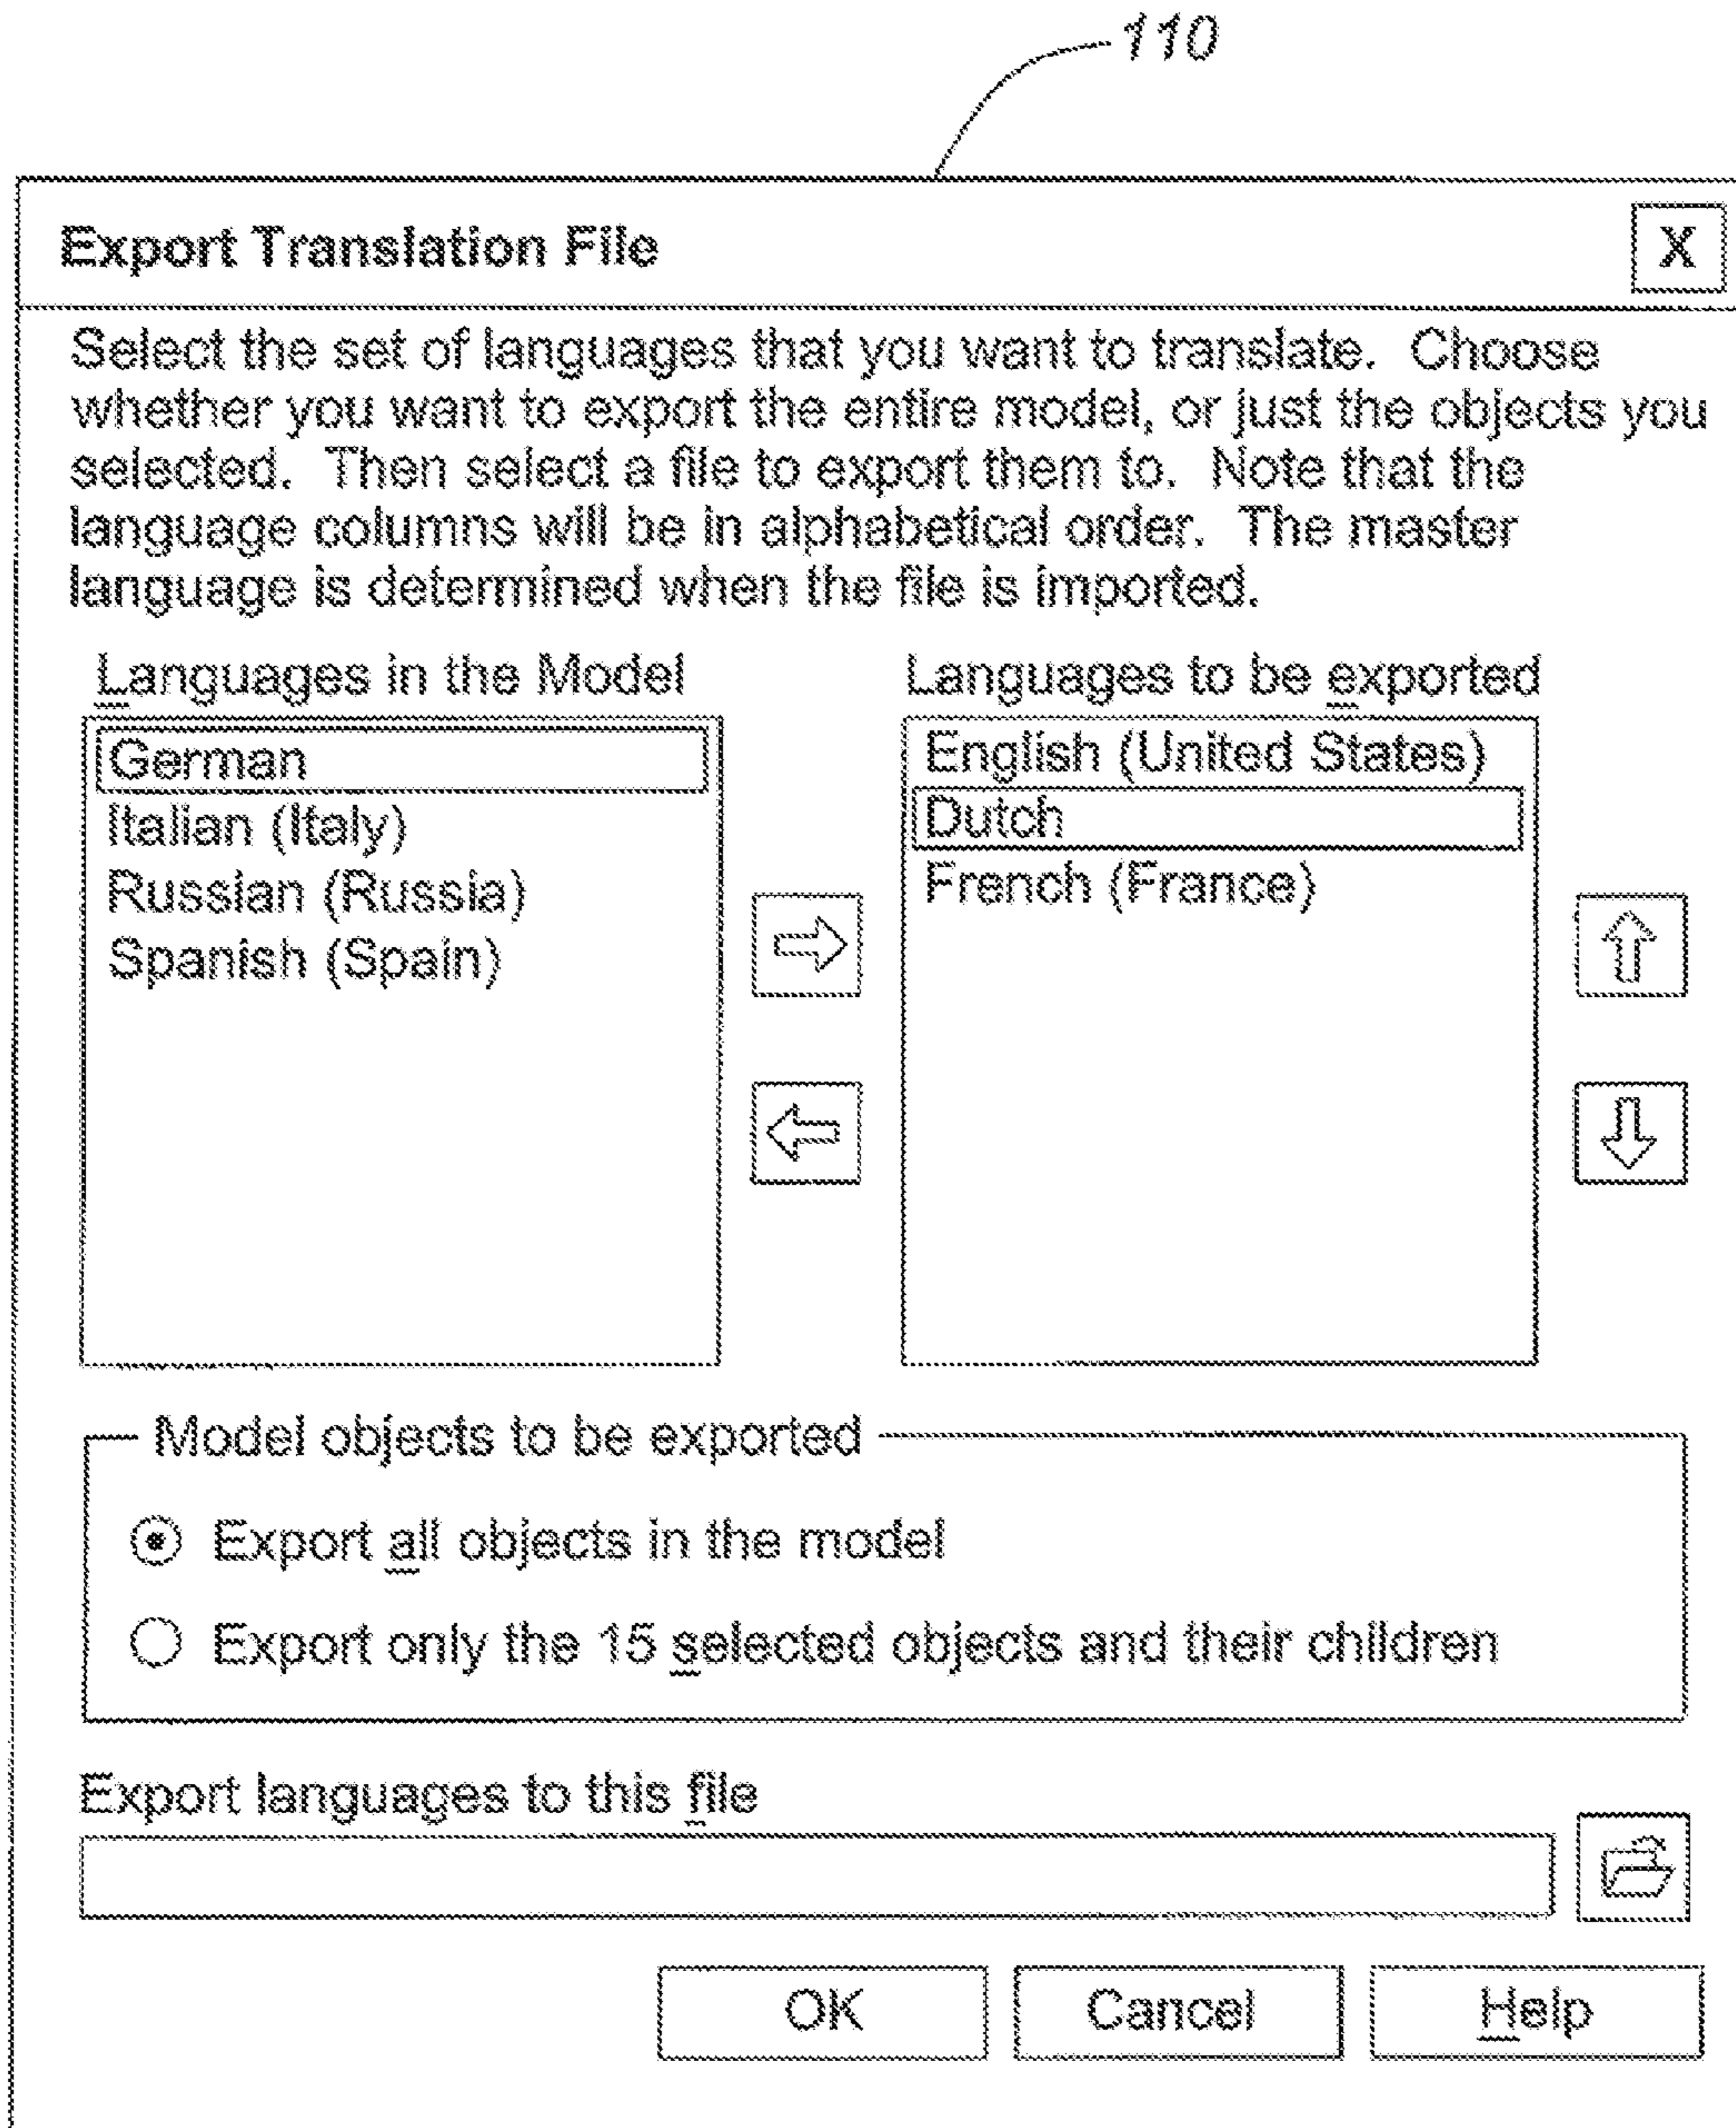 110
Export Translation File
X
Select the set of languages that you want to translate. Choose
whether you want to export the entire model, or just the objects you
selected. Then select a file to export them to. Note that the
language columns will be in alphabetical order. The master
language is determined when the file is imported.
Languages in the Model
German
Italian (Italy)
Russian (Russia)
Spanish (Spain)
Languages to be exported
English (United States)
Dutch
French (France)
Model objects to be exported
Export all objects in the model
Export only the 15 selected objects and their children
Export languages to this file
OK
Cancel
Help